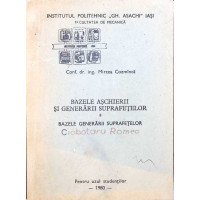 INSTITUTUL POLITEHNIC „GH. ASACHI" IAŞI
FACULTATEA DE MECANICĂ
Conf. dr. ing. Mircea Cozmîncă
BAZELE AŞCHIERII
ŞI GENERĂRII SUPRAFEŢELOR
*
BAZELE GENERĂRII SUPRAFEŢELOR
Ciobotaru Romeo
Pentru uzul studenţilor
— 1980 —